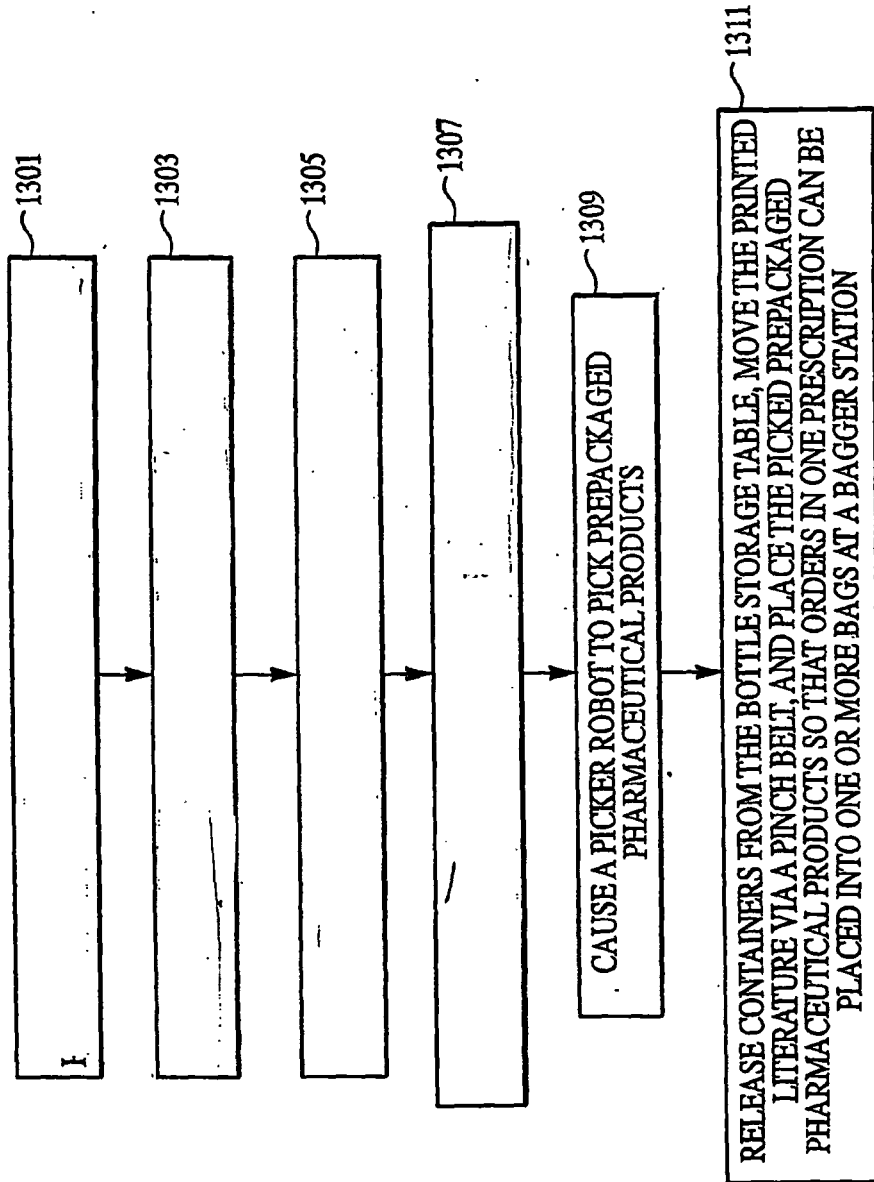 1301
1303
1305
1307
1309
CAUSE A PICKER ROBOT TO PICK PREPACKAGED
PHARMACEUTICAL PRODUCTS
1311
RELEASE CONTAINERS FROM THE BOTTLE STORAGE TABLE, MOVE THE PRINTED
LITERATURE VIA A PINCH BELT, AND PLACE THE PICKED PREPACKAGED
PHARMACEUTICAL PRODUCTS SO THAT ORDERS IN ONE PRESCRIPTION CAN BE
PLACED INTO ONE OR MORE BAGS AT A BAGGER STATION